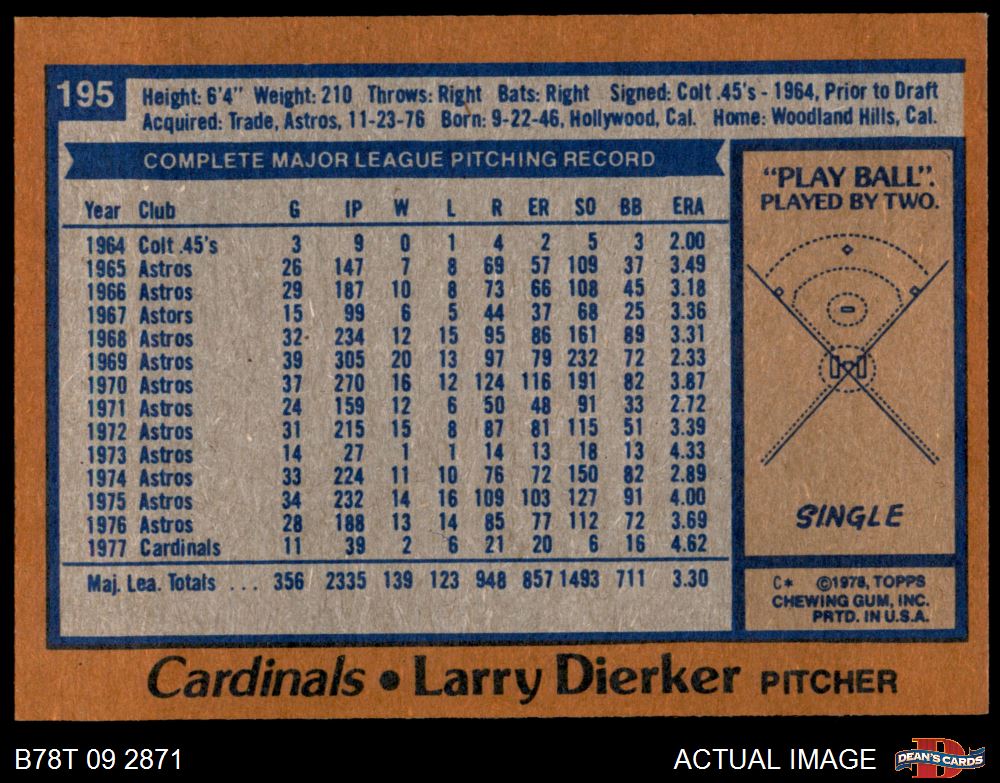 195
Height: 6'4" Weight: 210 Throws: Right Bats: Right Signed: Colt .45's - 1964, Prior to Draft
Acquired: Trade, Astros, 11-23-76 Born: 9-22-46, Hollywood, Cal. Home: Woodland Hills, Cal.
COMPLETE MAJOR LEAGUE PITCHING RECORD
Year Club G IP W L R ER SO BB ERA
1964 Colt .45's 3 9 0 1 4 2 5 3 2.00
1965 Astros 26 147 7 8 69 57 109 37 3.49
1966 Astros 29 187 10 8 73 66 108 45 3.18
1967 Astors 15 99 6 5 44 37 68 25 3.36
1968 Astros 32 234 12 15 95 86 161 89 3.31
1969 Astros 39 305 20 13 97 79 232 72 2.33
1970 Astros 37 270 16 12 124 116 191 82 3.87
1971 Astros 24 159 12 6 50 48 91 33 2.72
1972 Astros 31 215 15 8 87 81 115 51 3.39
1973 Astros 14 27 1 1 14 13 18 13 4.33
1974 Astros 33 224 11 10 76 72 150 82 2.89
1975 Astros 34 232 14 16 109 103 127 91 4.00
1976 Astros 28 188 13 14 85 77 112 72 3.69
1977 Cardinals 11 39 2 6 21 20 6 16 4.62
Maj. Lea. Totals ... 356 2335 139 123 948 857 1493 711 3.30
"PLAY BALL".
PLAYED BY TWO.
SINGLE
C* ©1978, TOPPS
CHEWING GUM, INC.
PRTD. IN U.S.A.
Cardinals • Larry Dierker PITCHER
B78T 09 2871
ACTUAL IMAGE
D
DEAN'S CARDS